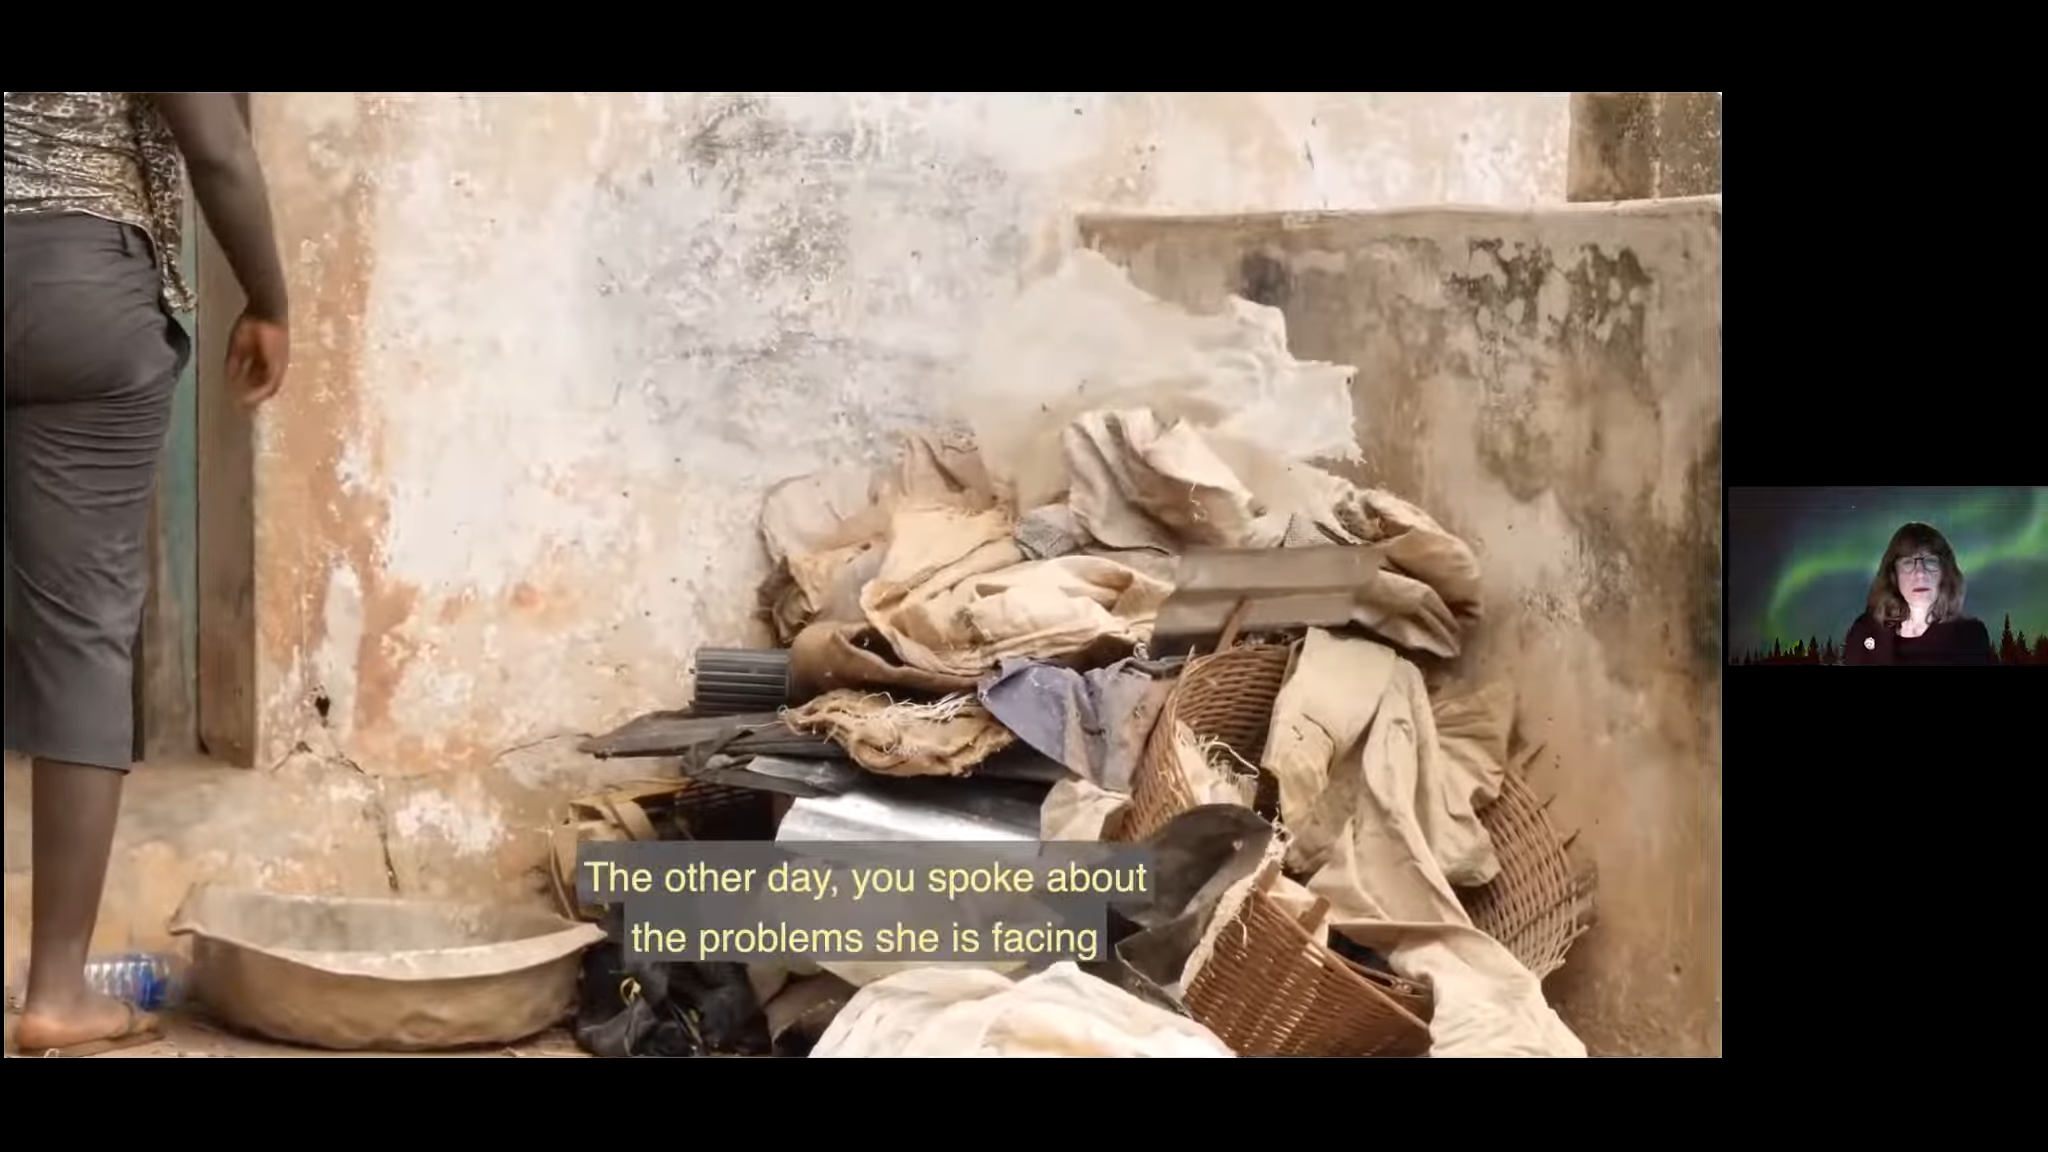 The other day, you spoke about
the problems she is facing